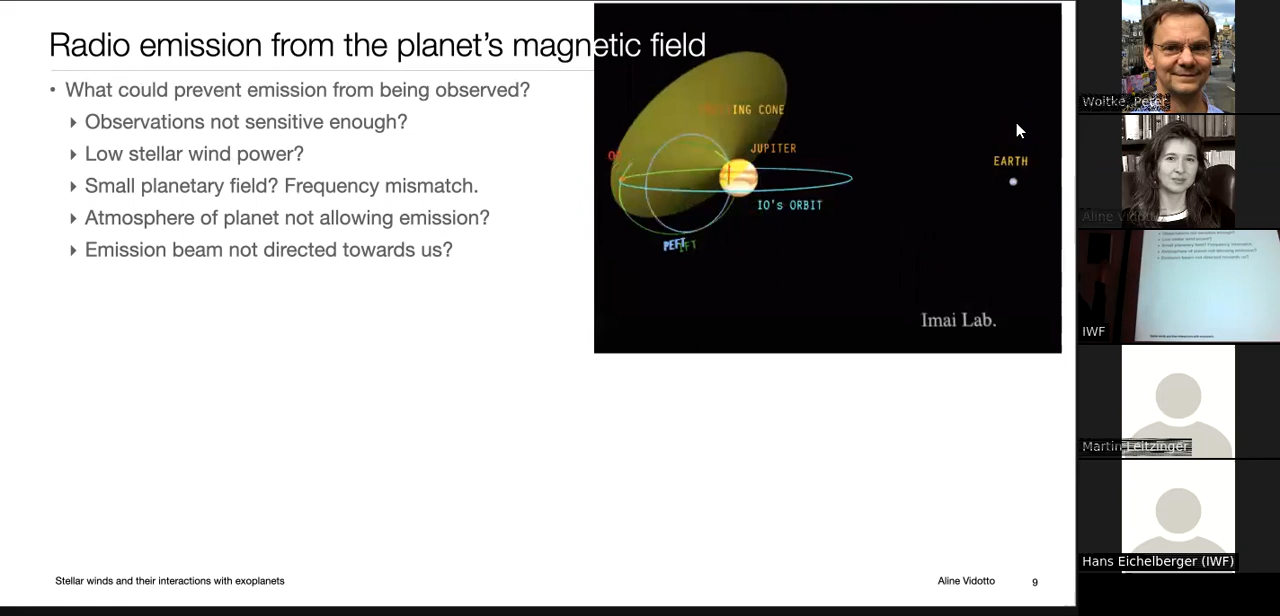 Radio emission from the planet's magnetic field
• What could prevent emission from being observed?
Observations not sensitive enough?
Low stellar wind power?
Small planetary field? Frequency mismatch.
Atmosphere of planet not allowing emission?
Emission beam not directed towards us?
ING CONE
JUPITER
EARTH
IO's ORBIT
Imai Lab.
Stellar winds and their interactions with exoplanets
Aline Vidotto
9
Woitke, Peter
Aline Vidotto
IWF
Martin Leitzinger
Hans Eichelberger (IWF)